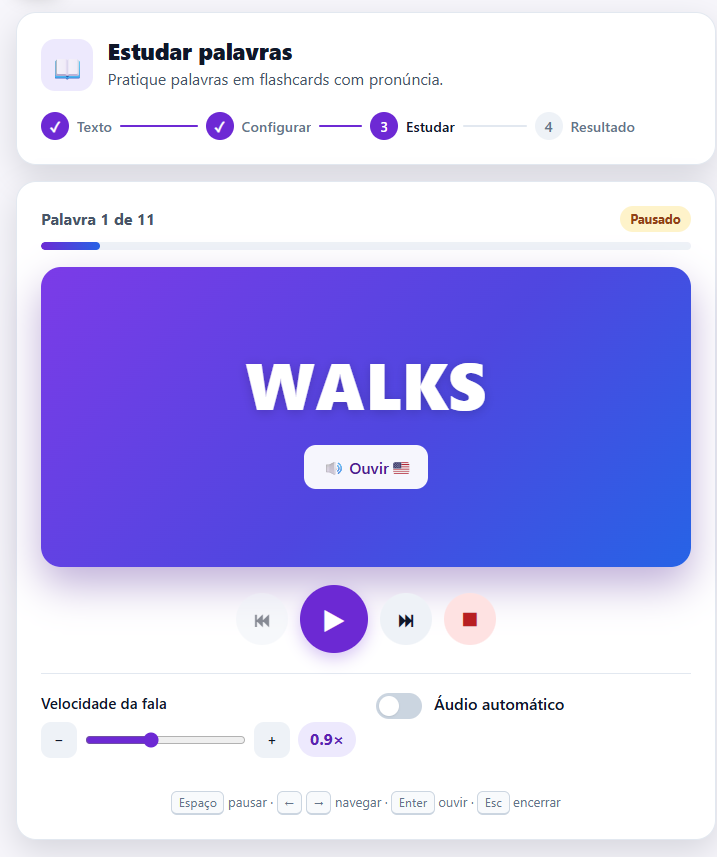 Estudar palavras
Pratique palavras em flashcards com pronúncia.
✓ Texto ✓ Configurar 3 Estudar 4 Resultado
Palavra 1 de 11 Pausado
WALKS
Ouvir
Velocidade da fala Áudio automático
− + 0.9×
Espaço pausar · ← → navegar · Enter ouvir · Esc encerrar